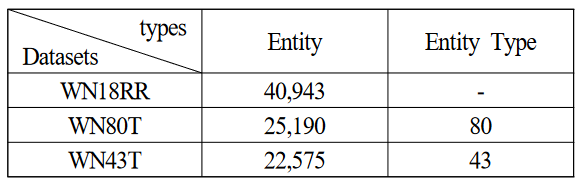 types
Datasets
Entity
Entity Type
WN18RR 40,943 -
WN80T 25,190 80
WN43T 22,575 43